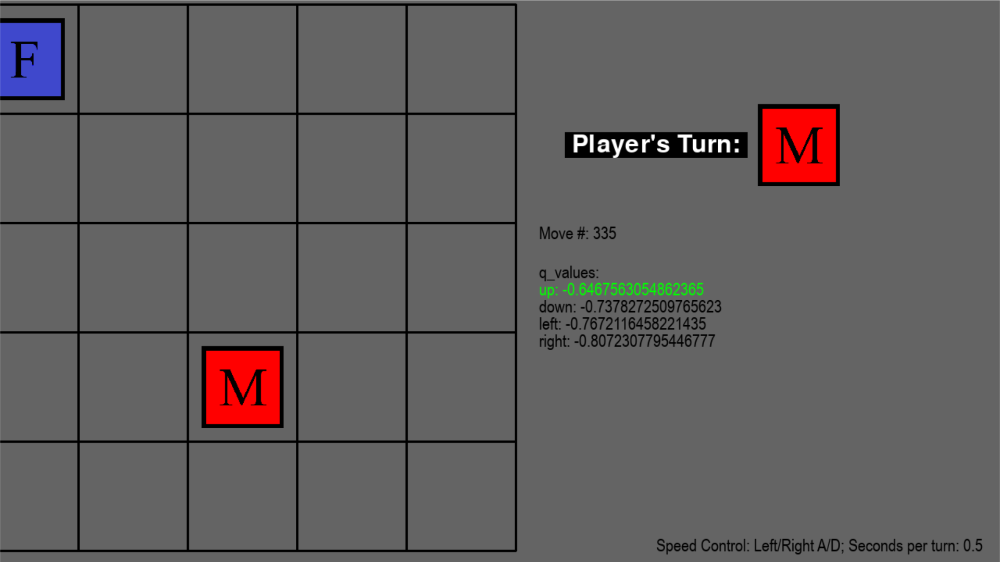 F
Player's Turn:
M
Move #: 335
q_values:
up: -0.6467563054862365
down: -0.7378272509765623
left: -0.7672116458221435
right: -0.8072307795446777
M
Speed Control: Left/Right A/D; Seconds per turn: 0.5